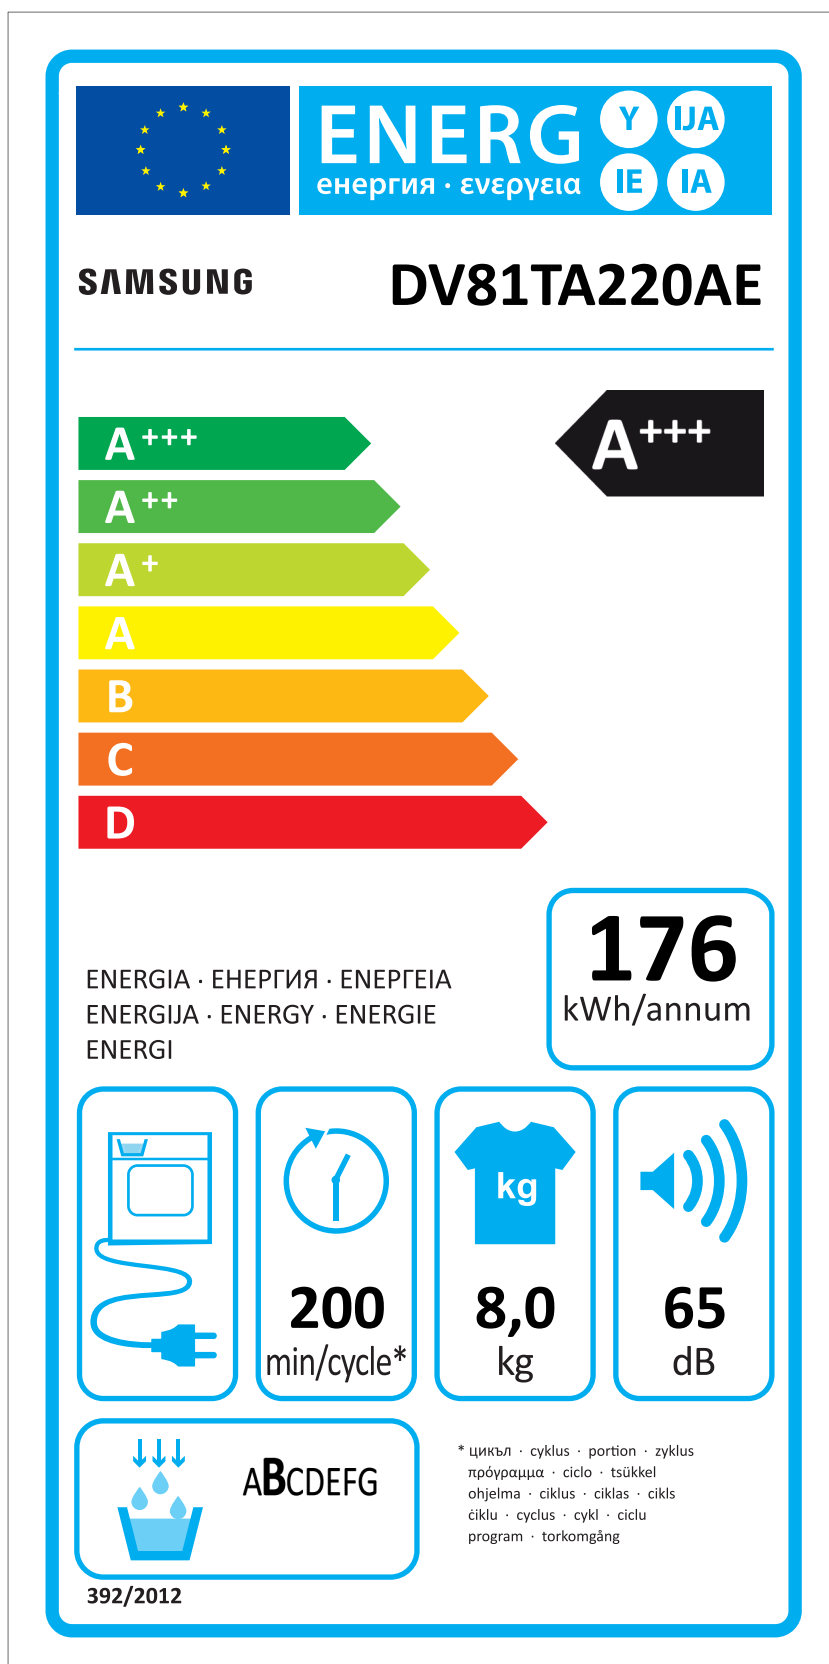 ENERG Y IJA
енергия · ενεργεια IE IA
SAMSUNG DV81TA220AE
A+++ A+++
A++
A+
A
B
C
D
176
kWh/annum
ENERGIA · ЕНЕРГИЯ · ΕΝΕΡΓΕΙΑ
ENERGIJA · ENERGY · ENERGIE
ENERGI
kg
200 8,0 65
min/cycle* kg dB
ABCDEFG
* цикъл · cyklus · portion · zyklus
πρόγραμμα · ciclo · tsükkel
ohjelma · ciklus · ciklas · cikls
ċiklu · cyclus · cykl · ciclu
program · torkomgång
392/2012